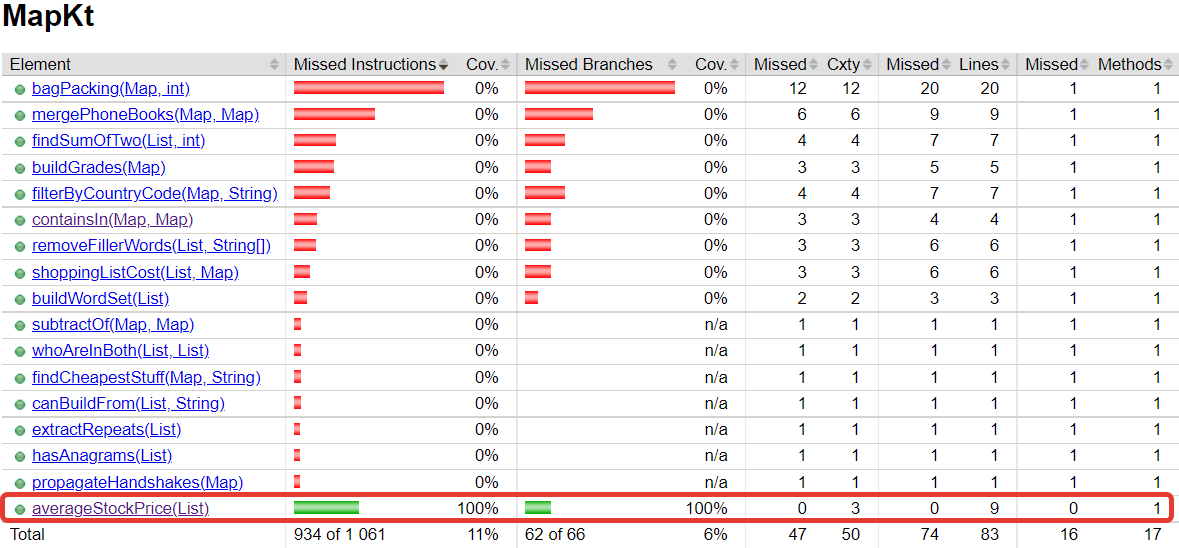 MapKt
Element Missed Instructions Cov. Missed Branches Cov. Missed Cxty Missed Lines Missed Methods
bagPacking(Map, int) 0% 0% 12 12 20 20 1 1
mergePhoneBooks(Map, Map) 0% 0% 6 6 9 9 1 1
findSumOfTwo(List, int) 0% 0% 4 4 7 7 1 1
buildGrades(Map) 0% 0% 3 3 5 5 1 1
filterByCountryCode(Map, String) 0% 0% 4 4 7 7 1 1
containsIn(Map, Map) 0% 0% 3 3 4 4 1 1
removeFillerWords(List, String[]) 0% 0% 3 3 6 6 1 1
shoppingListCost(List, Map) 0% 0% 3 3 6 6 1 1
buildWordSet(List) 0% 0% 2 2 3 3 1 1
subtractOf(Map, Map) 0% n/a 1 1 1 1 1 1
whoAreInBoth(List, List) 0% n/a 1 1 1 1 1 1
findCheapestStuff(Map, String) 0% n/a 1 1 1 1 1 1
canBuildFrom(List, String) 0% n/a 1 1 1 1 1 1
extractRepeats(List) 0% n/a 1 1 1 1 1 1
hasAnagrams(List) 0% n/a 1 1 1 1 1 1
propagateHandshakes(Map) 0% n/a 1 1 1 1 1 1
averageStockPrice(List) 100% 100% 0 3 0 9 0 1
Total 934 of 1 061 11% 62 of 66 6% 47 50 74 83 16 17